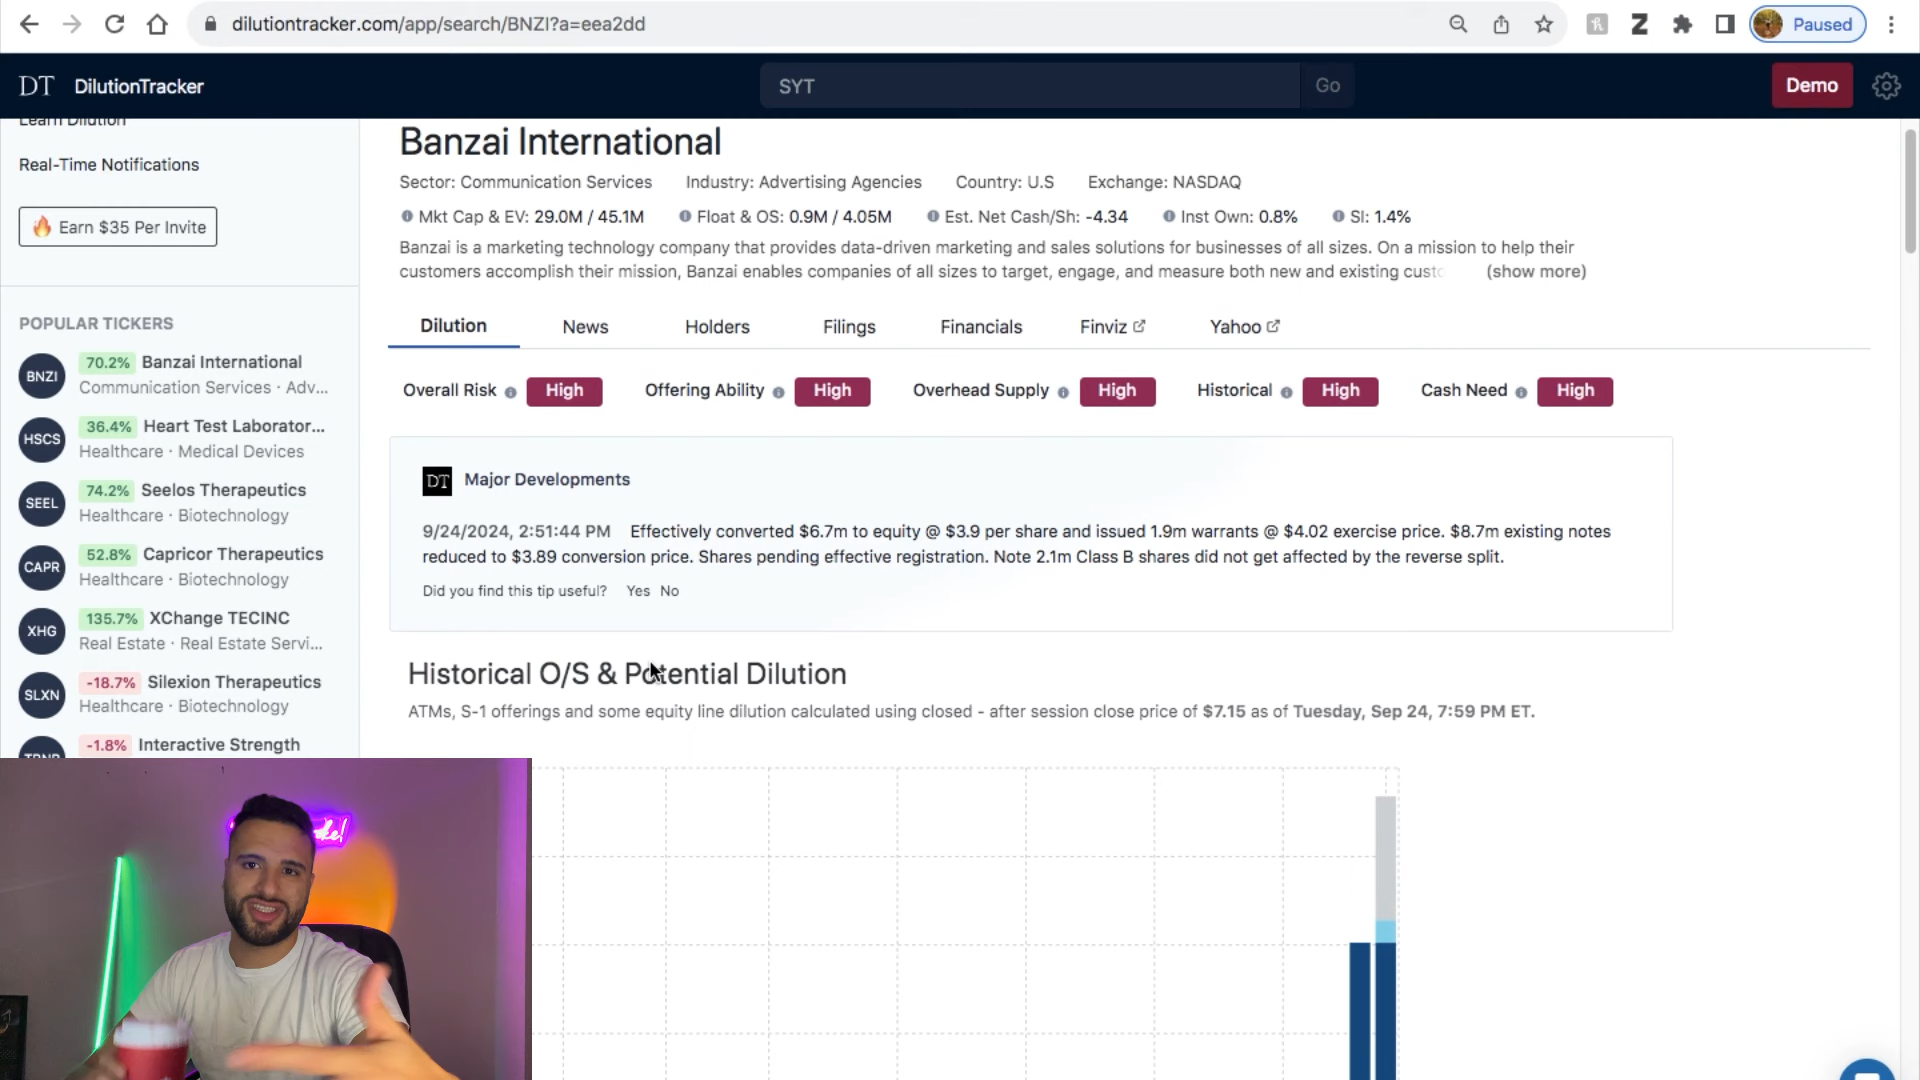 dilutiontracker.com/app/search/BNZI?a=eea2dd
Paused
DT DilutionTracker
SYT
Go
Demo
Learn Dilution
Real-Time Notifications
Earn $35 Per Invite
POPULAR TICKERS
BNZI 70.2% Banzai International
Communication Services · Adv...
HSCS 36.4% Heart Test Laborator...
Healthcare · Medical Devices
SEEL 74.2% Seelos Therapeutics
Healthcare · Biotechnology
CAPR 52.8% Capricor Therapeutics
Healthcare · Biotechnology
XHG 135.7% XChange TECINC
Real Estate · Real Estate Servi...
SLXN -18.7% Silexion Therapeutics
Healthcare · Biotechnology
-1.8% Interactive Strength
Banzai International
Sector: Communication Services Industry: Advertising Agencies Country: U.S Exchange: NASDAQ
Mkt Cap & EV: 29.0M / 45.1M Float & OS: 0.9M / 4.05M Est. Net Cash/Sh: -4.34 Inst Own: 0.8% SI: 1.4%
Banzai is a marketing technology company that provides data-driven marketing and sales solutions for businesses of all sizes. On a mission to help their
customers accomplish their mission, Banzai enables companies of all sizes to target, engage, and measure both new and existing custo (show more)
Dilution News Holders Filings Financials Finviz Yahoo
Overall Risk High Offering Ability High Overhead Supply High Historical High Cash Need High
DT Major Developments
9/24/2024, 2:51:44 PM Effectively converted $6.7m to equity @ $3.9 per share and issued 1.9m warrants @ $4.02 exercise price. $8.7m existing notes
reduced to $3.89 conversion price. Shares pending effective registration. Note 2.1m Class B shares did not get affected by the reverse split.
Did you find this tip useful? Yes No
Historical O/S & Potential Dilution
ATMs, S-1 offerings and some equity line dilution calculated using closed - after session close price of $7.15 as of Tuesday, Sep 24, 7:59 PM ET.